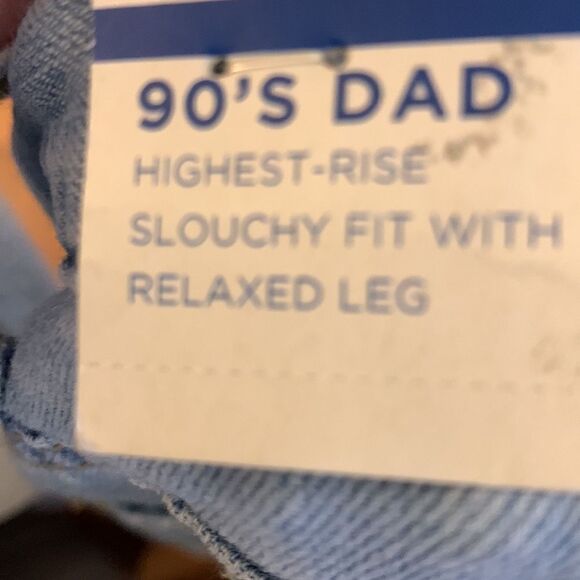 90'S DAD
HIGHEST-RISE
SLOUCHY FIT WITH
RELAXED LEG